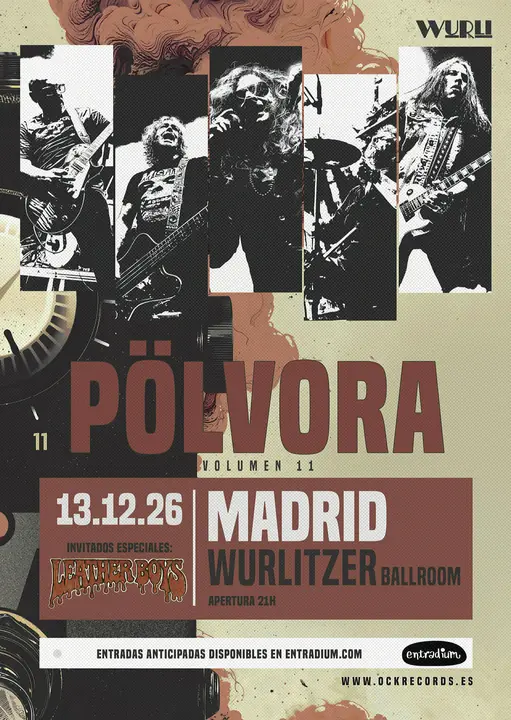 WURLI
PÖLVORA
11
VOLUMEN 11
13.12.26
INVITADOS ESPECIALES:
LEATHER BOYS
MADRID
WURLITZER BALLROOM
APERTURA 21H
ENTRADAS ANTICIPADAS DISPONIBLES EN ENTRADIUM.COM
entradium
WWW.OCKRECORDS.ES